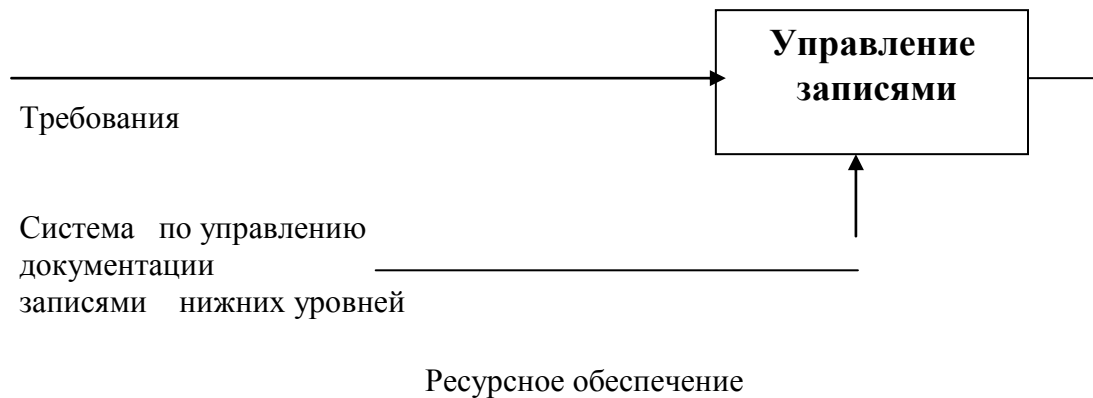 Управление
записями
Требования
Система по управлению
документации
записями нижних уровней
Ресурсное обеспечение